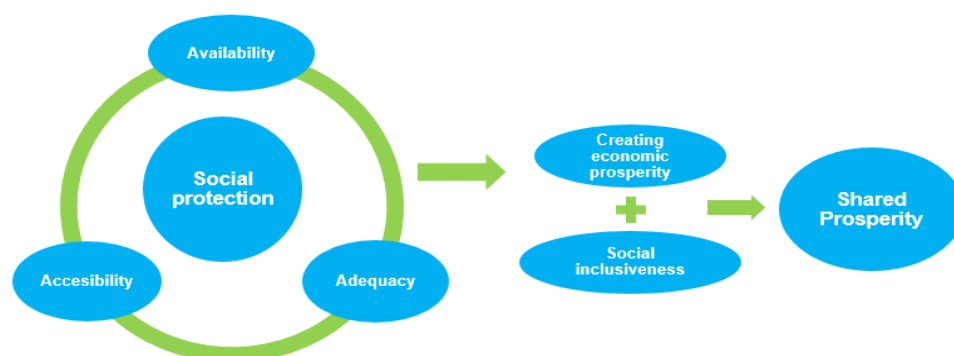 Availability
Social
protection
Accesibility
Adequacy
Creating
economic
prosperity
Social
inclusiveness
Shared
Prosperity